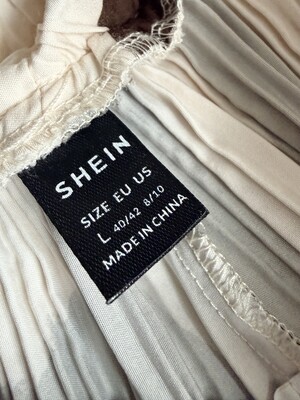 SHEIN
SIZE EU US
L 40/42 8/10
MADE IN CHINA